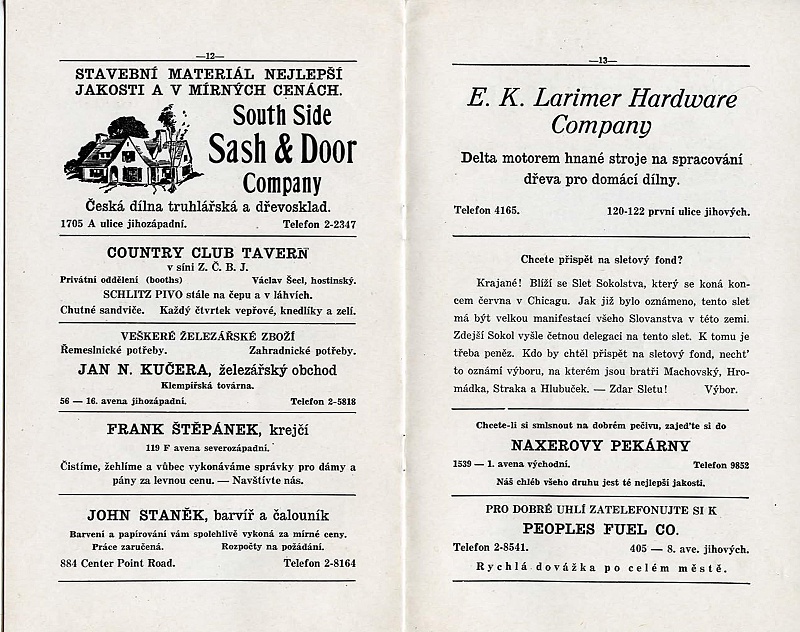 —12—
STAVEBNÍ MATERIÁL NEJLEPŠÍ
JAKOSTI A V MÍRNÝCH CENÁCH.
South Side
Sash & Door
Company
Česká dílna truhlářská a dřevosklad.
1705 A ulice jihozápadní. Telefon 2-2347
COUNTRY CLUB TAVERN
v síni Z. Č. B. J.
Privátní oddělení (booths) Václav Šecl, hostinský.
SCHLITZ PIVO stále na čepu a v láhvích.
Chutné sandviče. Každý čtvrtek vepřové, knedlíky a zelí.
VEŠKERÉ ŽELEZÁŘSKÉ ZBOŽÍ
Řemeslnické potřeby. Zahradnické potřeby.
JAN N. KUČERA, železářský obchod
Klempířská továrna.
56 — 16. avena jihozápadní. Telefon 2-5818
FRANK ŠTĚPÁNEK, krejčí
119 F avena severozápadní.
Čistíme, žehlíme a vůbec vykonáváme správky pro dámy a
pány za levnou cenu. — Navštivte nás.
JOHN STANĚK, barvíř a čalouník
Barvení a papírování vám spolehlivě vykoná za mírné ceny.
Práce zaručená. Rozpočty na požádání.
884 Center Point Road. Telefon 2-8164
—13—
E. K. Larimer Hardware
Company
Delta motorem hnané stroje na spracování
dřeva pro domácí dílny.
Telefon 4165. 120-122 první ulice jihových.
Chcete přispět na sletový fond?
Krajané! Blíží se Slet Sokolstva, který se koná kon-
cem června v Chicagu. Jak již bylo oznámeno, tento slet
má být velkou manifestací všeho Slovanstva v této zemi.
Zdejší Sokol vyšle četnou delegaci na tento slet. K tomu je
třeba peněz. Kdo by chtěl přispět na sletový fond, nechť
to oznámí výboru, na kterém jsou bratři Machovský, Hro-
mádka, Straka a Hlubuček. — Zdar Sletu! Výbor.
Chcete-li si smlsnout na dobrém pečivu, zajeďte si do
NAXEROVY PEKÁRNY
1539 — 1. avena východní. Telefon 9852
Náš chléb všeho druhu jest té nejlepší jakosti.
PRO DOBRÉ UHLÍ ZATELEFONUJTE SI K
PEOPLES FUEL CO.
Telefon 2-8541. 405 — 8. ave. jihových.
Rychlá dovážka po celém městě.